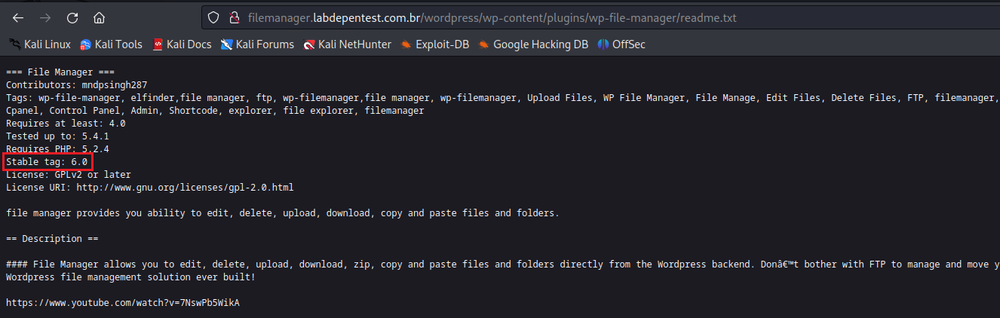 filemanager.labdepentest.com.br/wordpress/wp-content/plugins/wp-file-manager/readme.txt
Kali Linux Kali Tools Kali Docs Kali Forums Kali NetHunter Exploit-DB Google Hacking DB OffSec
=== File Manager ===
Contributors: mndpsingh287
Tags: wp-file-manager, elfinder,file manager, ftp, wp-filemanager,file manager, wp-filemanager, Upload Files, WP File Manager, File Manage, Edit Files, Delete Files, FTP, filemanager,
Cpanel, Control Panel, Admin, Shortcode, explorer, file explorer, filemanager
Requires at least: 4.0
Tested up to: 5.4.1
Requires PHP: 5.2.4
Stable tag: 6.0
License: GPLv2 or later
License URI: http://www.gnu.org/licenses/gpl-2.0.html
file manager provides you ability to edit, delete, upload, download, copy and paste files and folders.
== Description ==
#### File Manager allows you to edit, delete, upload, download, zip, copy and paste files and folders directly from the Wordpress backend. Donâ€™t bother with FTP to manage and move y
Wordpress file management solution ever built!
https://www.youtube.com/watch?v=7NswPb5WikA